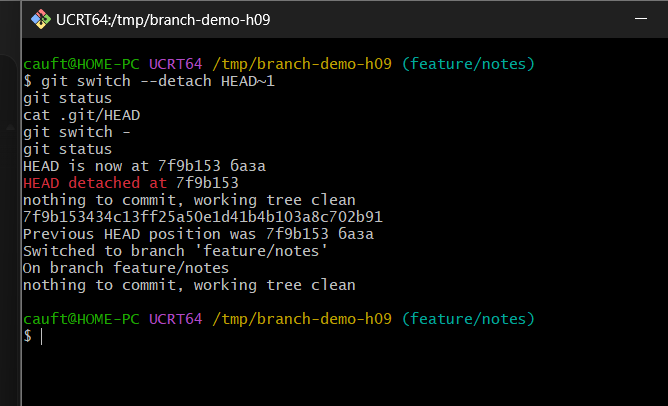 UCRT64:/tmp/branch-demo-h09
cauft@HOME-PC UCRT64 /tmp/branch-demo-h09 (feature/notes)
$ git switch --detach HEAD~1
git status
cat .git/HEAD
git switch -
git status
HEAD is now at 7f9b153 база
HEAD detached at 7f9b153
nothing to commit, working tree clean
7f9b153434c13ff25a50e1d41b4b103a8c702b91
Previous HEAD position was 7f9b153 база
Switched to branch 'feature/notes'
On branch feature/notes
nothing to commit, working tree clean
cauft@HOME-PC UCRT64 /tmp/branch-demo-h09 (feature/notes)
$